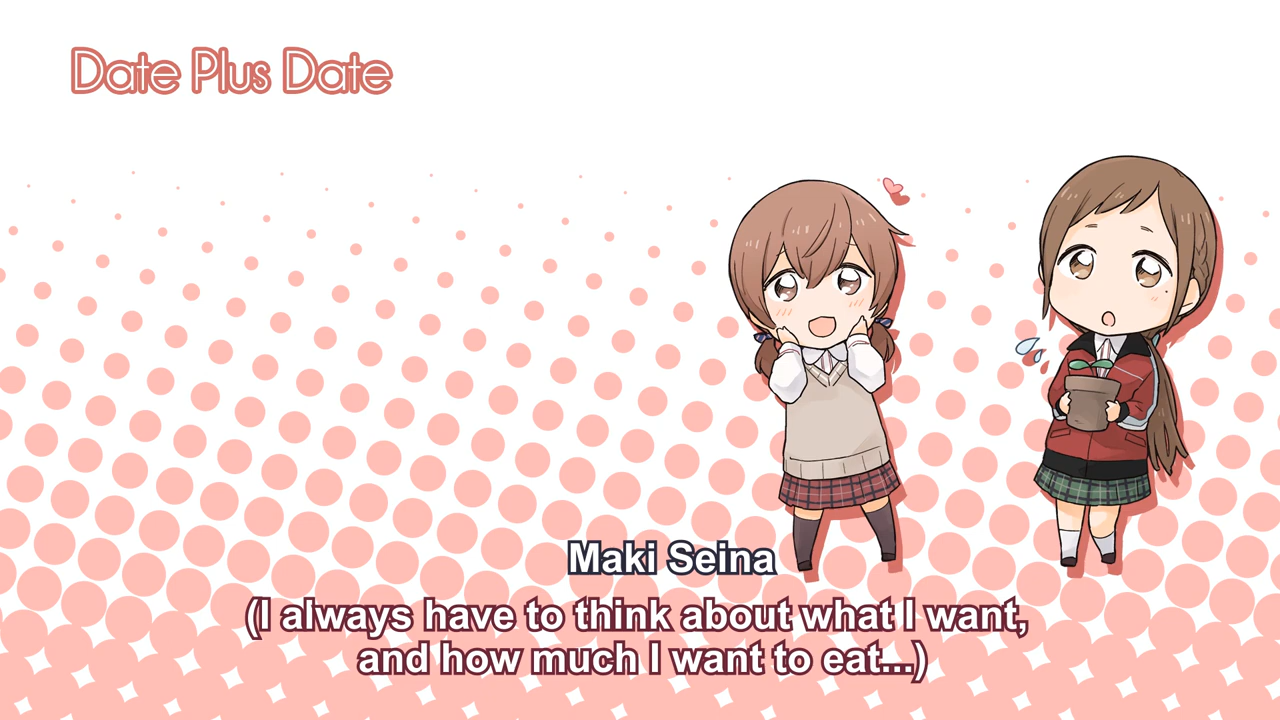 Date Plus Date
Maki Seina
(I always have to think about what I want,
and how much I want to eat...)